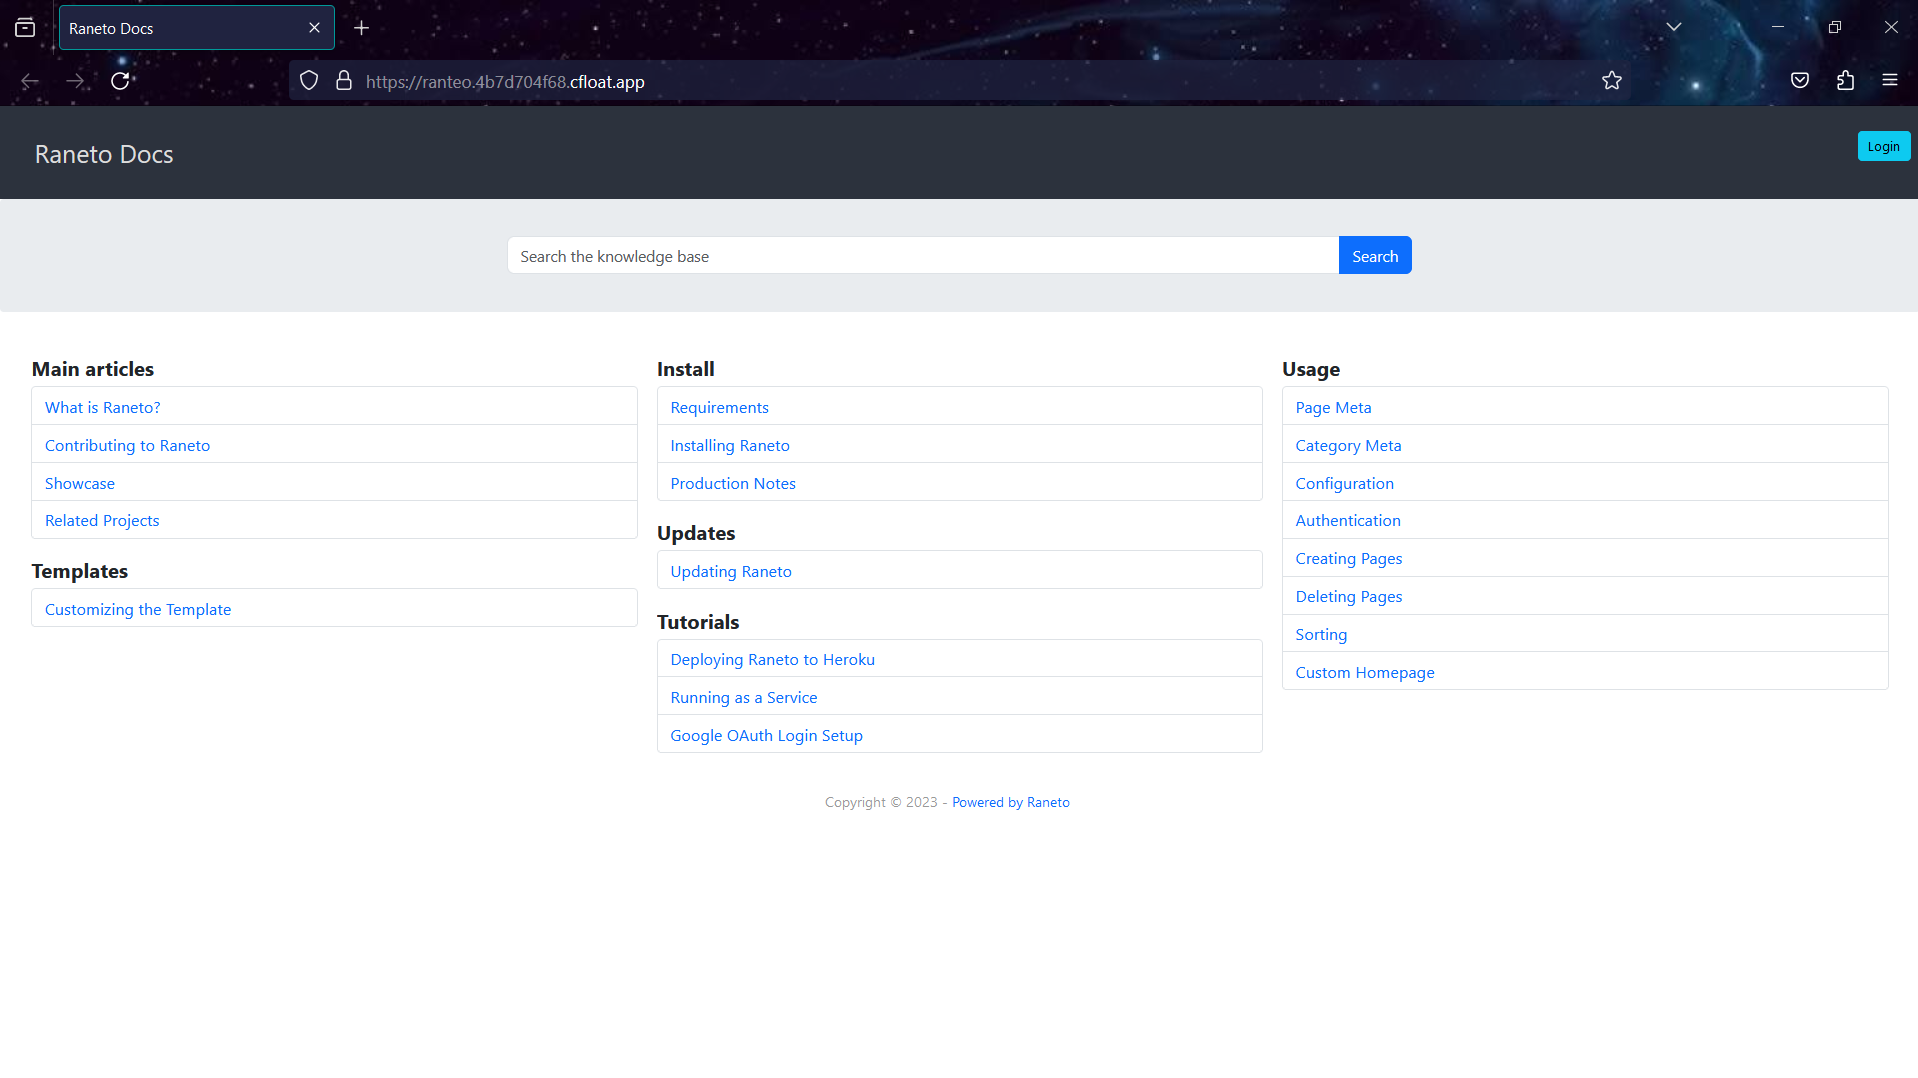 Raneto Docs
https://ranteo.4b7d704f68.cfloat.app
Raneto Docs
Login
Search the knowledge base
Search
Main articles
What is Raneto?
Contributing to Raneto
Showcase
Related Projects
Templates
Customizing the Template
Install
Requirements
Installing Raneto
Production Notes
Updates
Updating Raneto
Tutorials
Deploying Raneto to Heroku
Running as a Service
Google OAuth Login Setup
Usage
Page Meta
Category Meta
Configuration
Authentication
Creating Pages
Deleting Pages
Sorting
Custom Homepage
Copyright © 2023 - Powered by Raneto